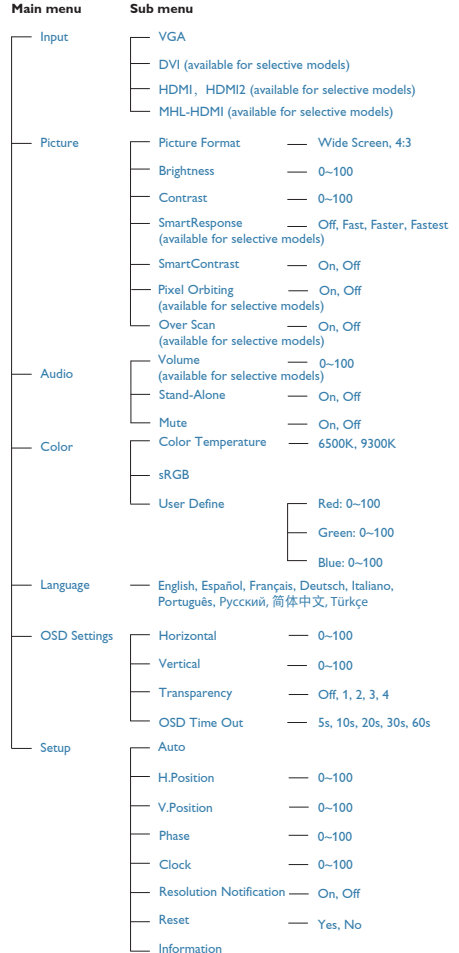 Main menu Sub menu
Input VGA
DVI (available for selective models)
HDMI，HDMI2 (available for selective models)
MHL-HDMI (available for selective models)
Picture Picture Format Wide Screen, 4:3
Brightness 0~100
Contrast 0~100
SmartResponse Off, Fast, Faster, Fastest
(available for selective models)
SmartContrast On, Off
Pixel Orbiting On, Off
(available for selective models)
Over Scan On, Off
(available for selective models)
Volume 0~100
Audio (available for selective models)
Stand-Alone On, Off
Mute On, Off
Color Color Temperature 6500K, 9300K
sRGB
User Define Red: 0~100
Green: 0~100
Blue: 0~100
Language English, Español, Français, Deutsch, Italiano,
Português, Русский, 简体中文, Türkçe
OSD Settings Horizontal 0~100
Vertical 0~100
Transparency Off, 1, 2, 3, 4
OSD Time Out 5s, 10s, 20s, 30s, 60s
Setup Auto
H.Position 0~100
V.Position 0~100
Phase 0~100
Clock 0~100
Resolution Notification On, Off
Reset Yes, No
Information